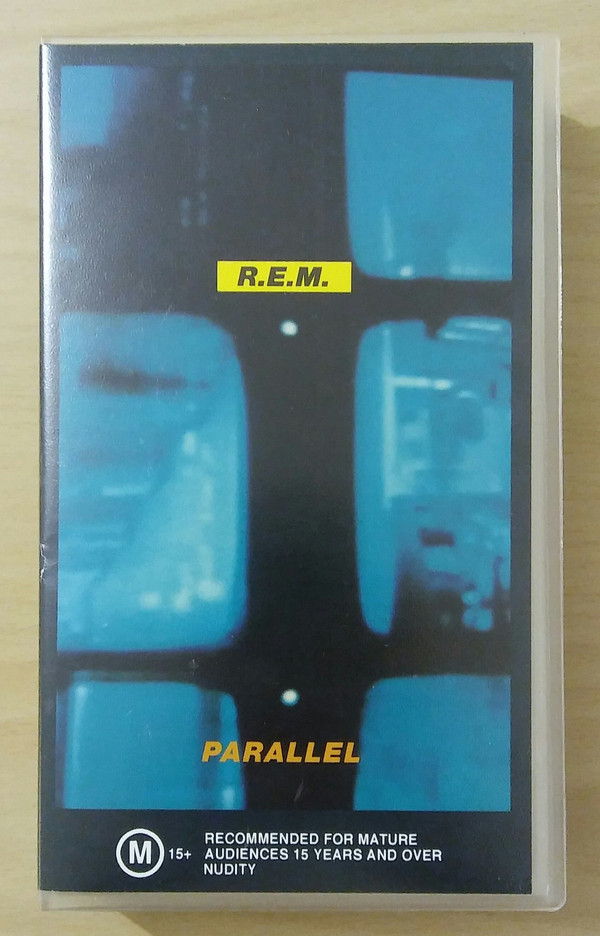 R.E.M.
PARALLEL
M 15+
RECOMMENDED FOR MATURE
AUDIENCES 15 YEARS AND OVER
NUDITY